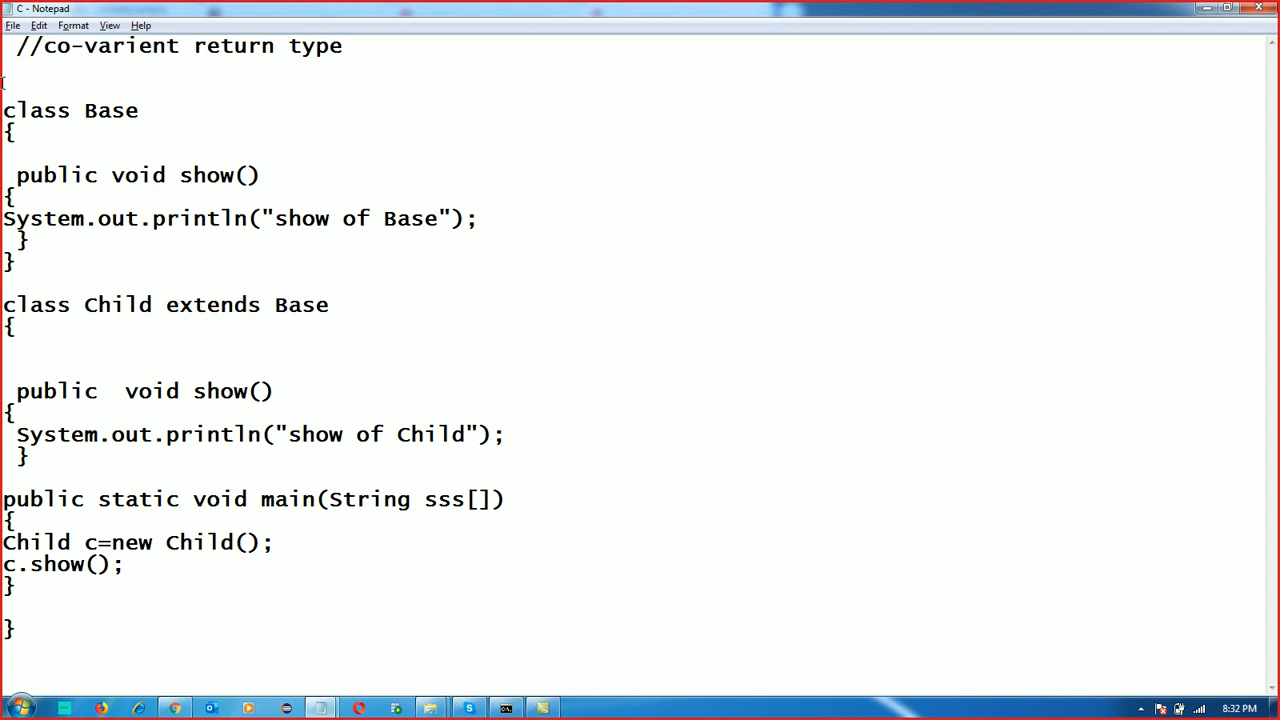 C - Notepad
File Edit Format View Help
//co-varient return type
class Base
{
public void show()
{
System.out.println("show of Base");
}
}
class Child extends Base
{
public  void show()
{
System.out.println("show of Child");
}
public static void main(String sss[])
{
Child c=new Child();
c.show();
}
}
8:32 PM